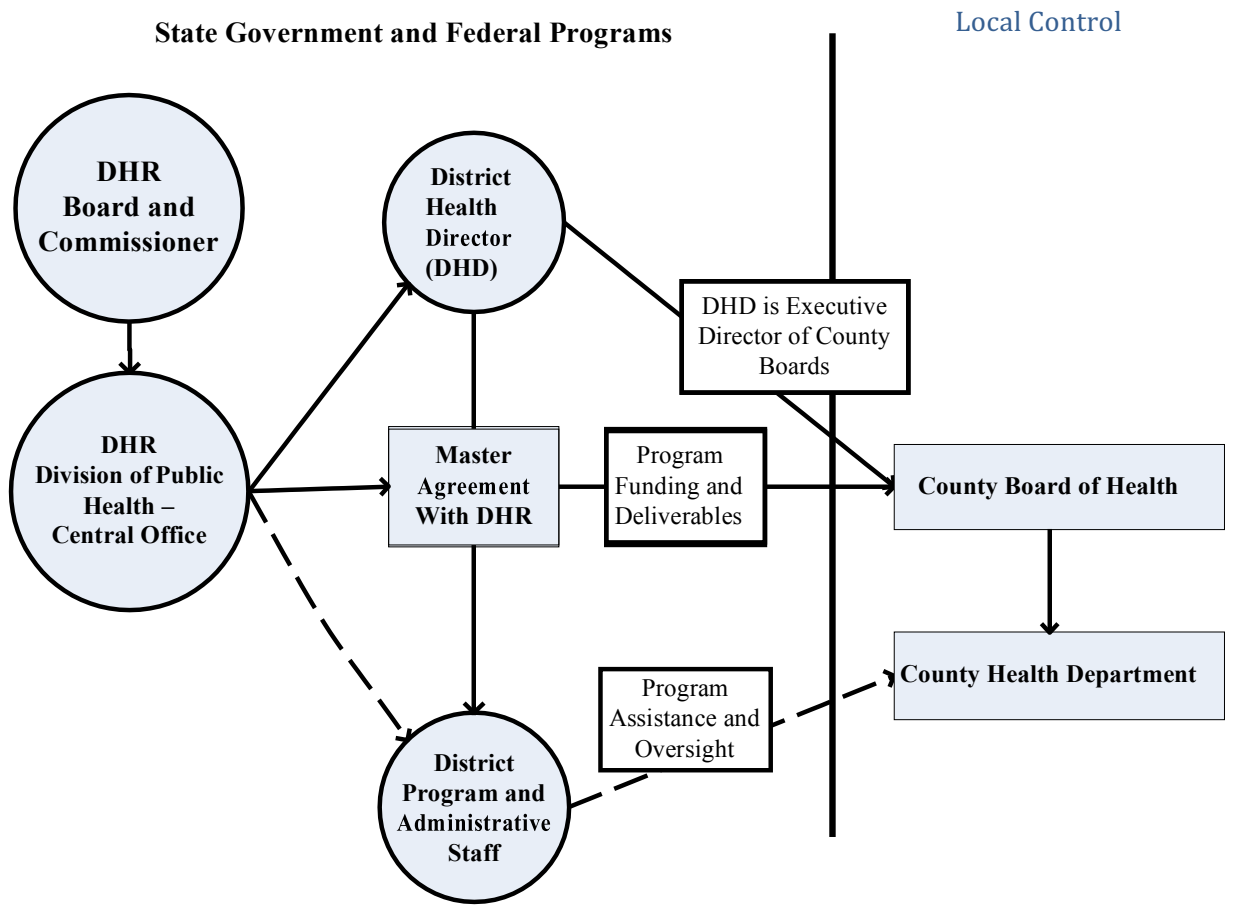 State Government and Federal Programs
Local Control
DHR
Board and
Commissioner
District
Health
Director
(DHD)
DHD is Executive
Director of County
Boards
DHR
Division of Public
Health –
Central Office
Master
Agreement
With DHR
Program
Funding and
Deliverables
County Board of Health
County Health Department
Program
Assistance and
Oversight
District
Program and
Administrative
Staff